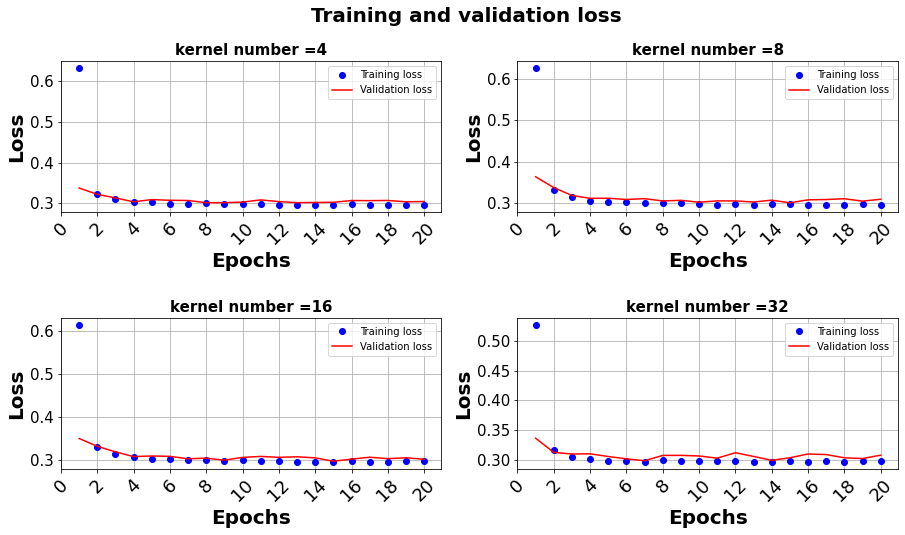 Training and validation loss
kernel number =4
Loss
0.6
0.5
0.4
0.3
Training loss
Validation loss
0 2 4 6 8 10 12 14 16 18 20
Epochs
kernel number =8
Loss
0.6
0.5
0.4
0.3
Training loss
Validation loss
0 2 4 6 8 10 12 14 16 18 20
Epochs
kernel number =16
Loss
0.6
0.5
0.4
0.3
Training loss
Validation loss
0 2 4 6 8 10 12 14 16 18 20
Epochs
kernel number =32
Loss
0.50
0.45
0.40
0.35
0.30
Training loss
Validation loss
0 2 4 6 8 10 12 14 16 18 20
Epochs